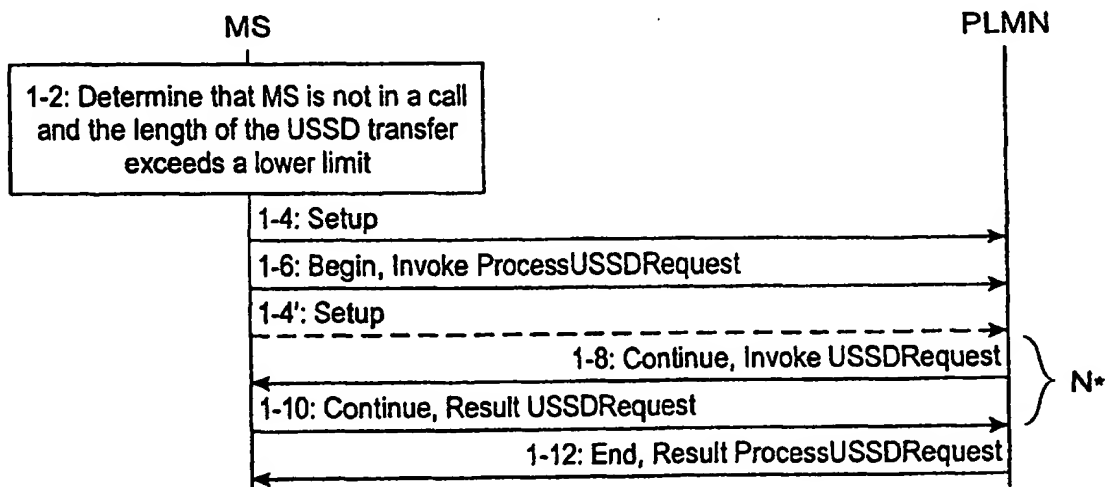 MS
PLMN
1-2: Determine that MS is not in a call
and the length of the USSD transfer
exceeds a lower limit
1-4: Setup
1-6: Begin, Invoke ProcessUSSDRequest
1-4': Setup
1-8: Continue, Invoke USSDRequest
N*
1-10: Continue, Result USSDRequest
1-12: End, Result ProcessUSSDRequest